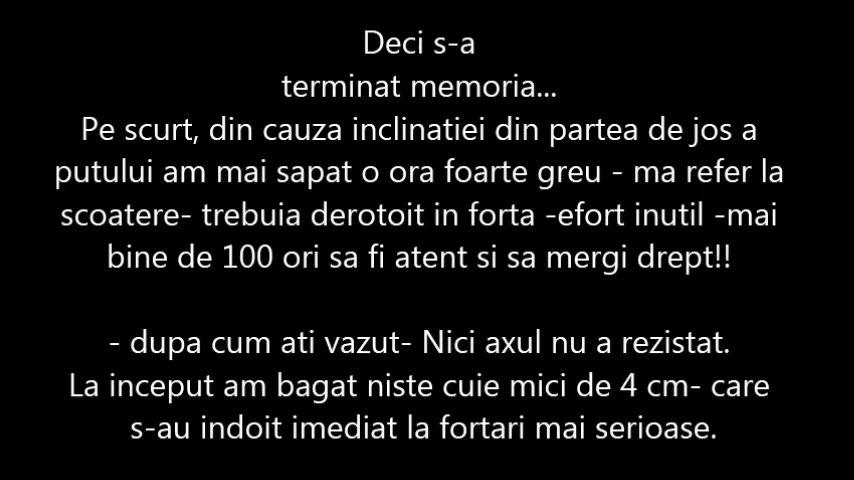 Deci s-a
terminat memoria...
Pe scurt, din cauza inclinatiei din partea de jos a
putului am mai sapat o ora foarte greu - ma refer la
scoatere- trebuia derotoit in forta -efort inutil -mai
bine de 100 ori sa fi atent si sa mergi drept!!
- dupa cum ati vazut- Nici axul nu a rezistat.
La inceput am bagat niste cuie mici de 4 cm- care
s-au indoit imediat la fortari mai serioase.